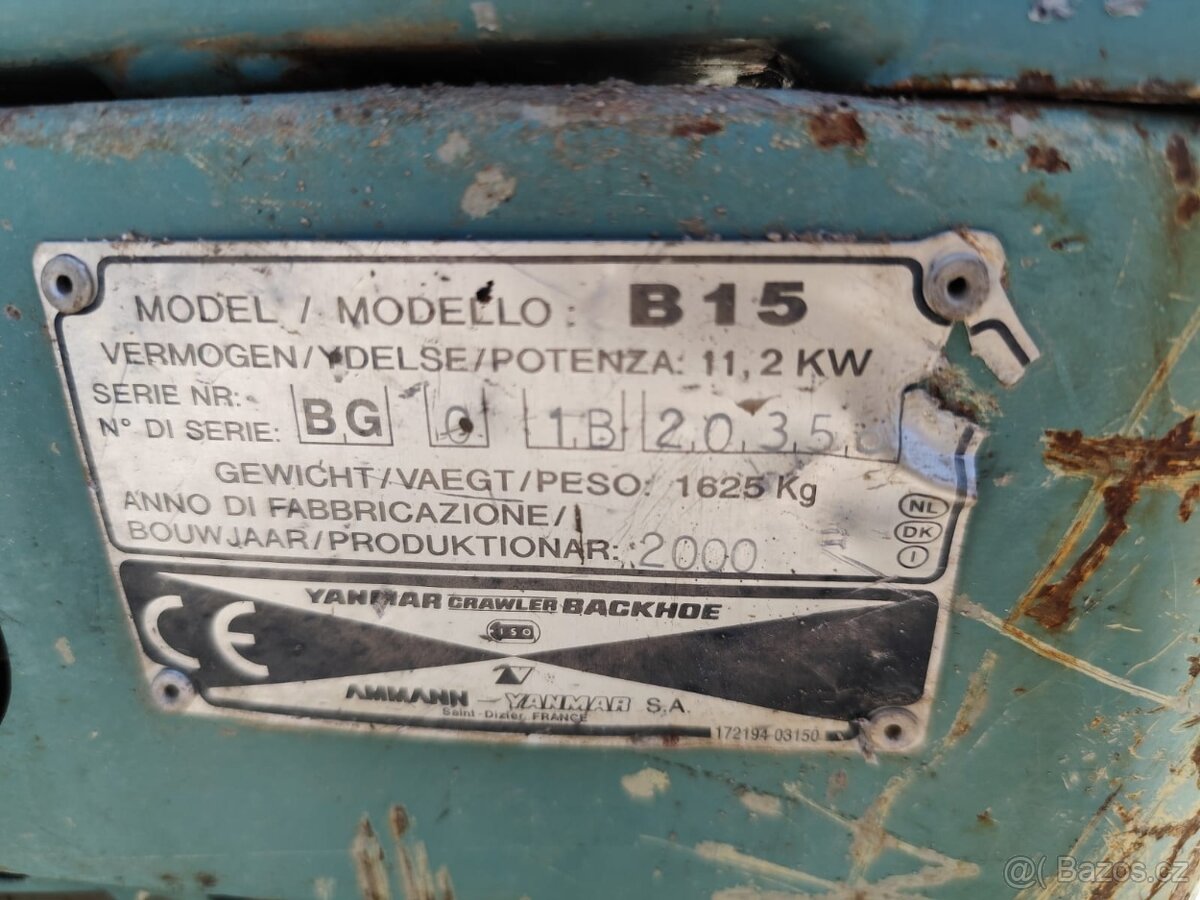 MODEL / MODELLO : B15
VERMOGEN/YDELSE/POTENZA: 11,2 KW
SERIE NR:
N° DI SERIE: BG 0 1B 2035
GEWICHT/VAEGT/PESO: 1625 Kg
ANNO DI FABBRICAZIONE/
BOUWJAAR/PRODUKTIONAR: 2000
NL
DK
I
CE
YANMAR CRAWLER BACKHOE
ISO
AMMANN - YANMAR S.A.
Saint-Dizier, FRANCE
172194-03150
@( Bazos.cz